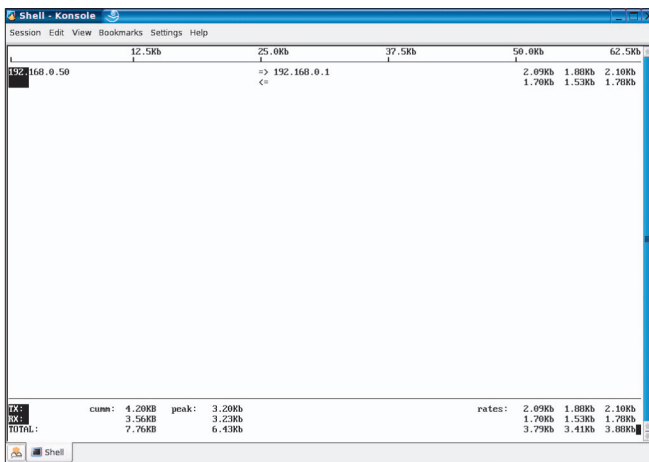 Shell - Konsole
Session Edit View Bookmarks Settings Help
12.5Kb 25.0Kb 37.5Kb 50.0Kb 62.5Kb
192.168.0.50 => 192.168.0.1 2.09Kb 1.88Kb 2.10Kb
<= 1.70Kb 1.53Kb 1.78Kb
TX: cumm: 4.20KB peak: 3.20Kb rates: 2.09Kb 1.88Kb 2.10Kb
RX: 3.56KB 3.23Kb 1.70Kb 1.53Kb 1.78Kb
TOTAL: 7.76KB 6.43Kb 3.79Kb 3.41Kb 3.88Kb
Shell